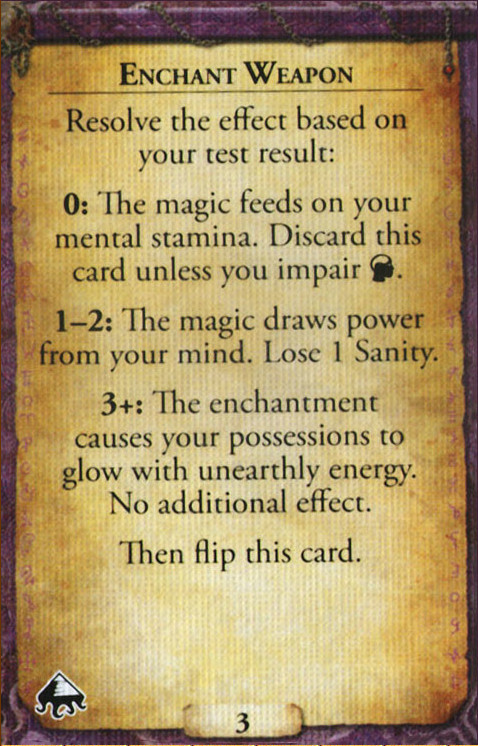 Enchant Weapon
Resolve the effect based on
your test result:
0: The magic feeds on your
mental stamina. Discard this
card unless you impair .
1–2: The magic draws power
from your mind. Lose 1 Sanity.
3+: The enchantment
causes your possessions to
glow with unearthly energy.
No additional effect.
Then flip this card.
3